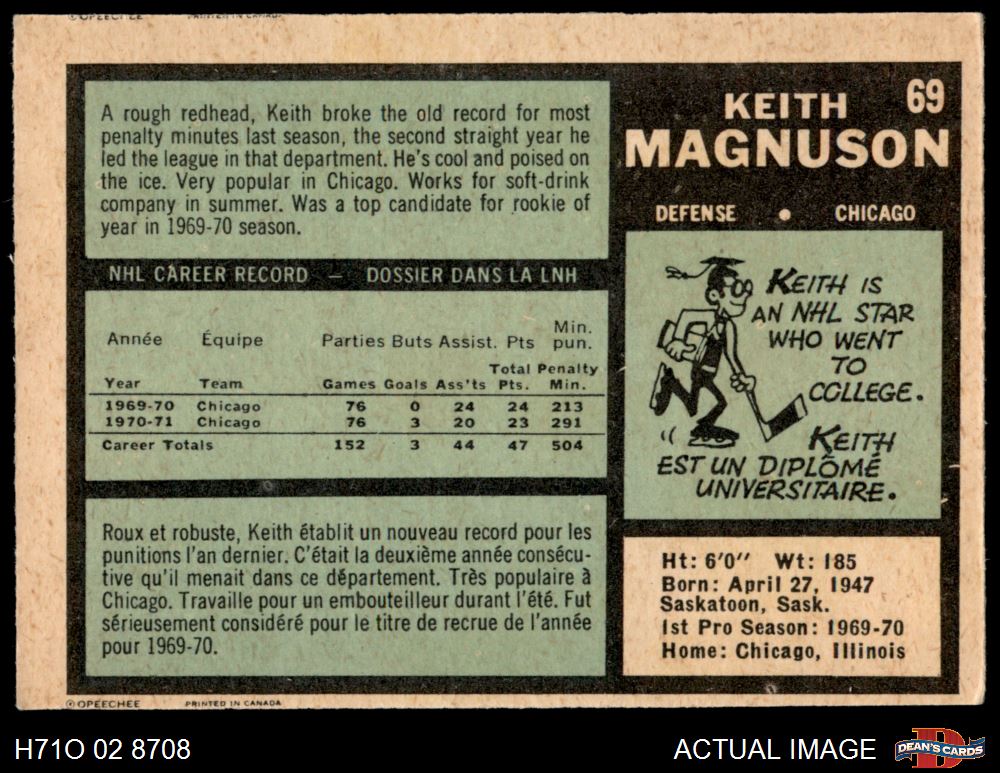 © OPEECHEE PRINTED IN CANADA
A rough redhead, Keith broke the old record for most
penalty minutes last season, the second straight year he
led the league in that department. He's cool and poised on
the ice. Very popular in Chicago. Works for soft-drink
company in summer. Was a top candidate for rookie of
year in 1969-70 season.
69
KEITH
MAGNUSON
DEFENSE • CHICAGO
NHL CAREER RECORD — DOSSIER DANS LA LNH
Année Équipe Parties Buts Assist. Pts Min. pun.
Year Team Games Goals Ass'ts Total Pts. Penalty Min.
1969-70 Chicago 76 0 24 24 213
1970-71 Chicago 76 3 20 23 291
Career Totals 152 3 44 47 504
KEITH IS
AN NHL STAR
WHO WENT
TO
COLLEGE.
KEITH
EST UN DIPLÔMÉ
UNIVERSITAIRE.
Roux et robuste, Keith établit un nouveau record pour les
punitions l'an dernier. C'était la deuxième année consécu-
tive qu'il menait dans ce département. Très populaire à
Chicago. Travaille pour un embouteilleur durant l'été. Fut
sérieusement considéré pour le titre de recrue de l'année
pour 1969-70.
Ht: 6'0" Wt: 185
Born: April 27, 1947
Saskatoon, Sask.
1st Pro Season: 1969-70
Home: Chicago, Illinois
© OPEECHEE PRINTED IN CANADA
H71O 02 8708
ACTUAL IMAGE
DEAN'S CARDS